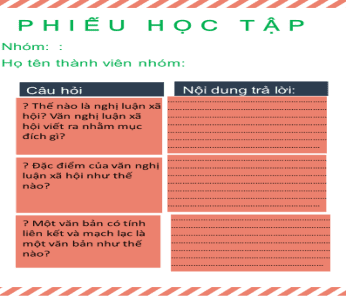 PHIẾU HỌC TẬP
Nhóm: :
Họ tên thành viên nhóm:
Câu hỏi
Nội dung trả lời:
? Thế nào là nghị luận xã
hội? Văn nghị luận xã
hội viết ra nhằm mục
đích gì?
? Đặc điểm của văn nghị
luận xã hội như thế
nào?
? Một văn bản có tính
liên kết và mạch lạc là
một văn bản như thế
nào?